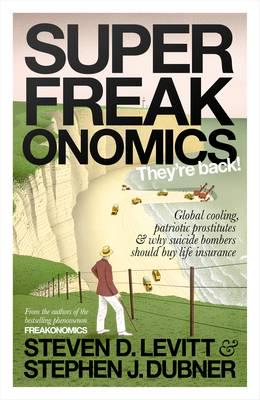 SUPER
FREAK
ONOMICS
They're back!
Global cooling,
patriotic prostitutes
& why suicide bombers
should buy life insurance
From the authors of the
bestselling phenomenon
FREAKONOMICS
STEVEN D. LEVITT &
STEPHEN J. DUBNER